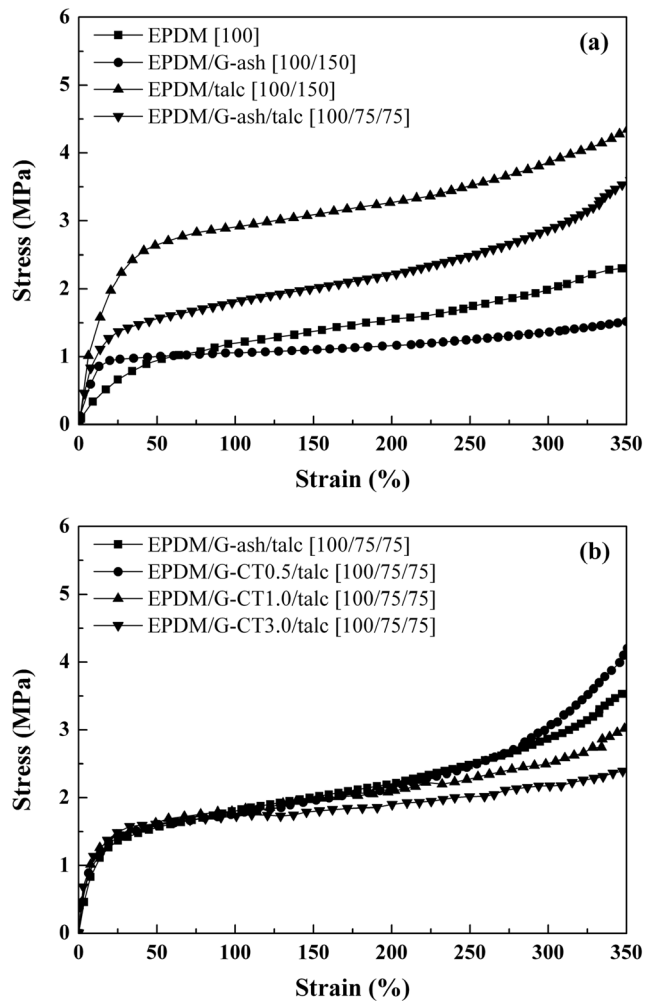 (a)
EPDM [100]
EPDM/G-ash [100/150]
EPDM/talc [100/150]
EPDM/G-ash/talc [100/75/75]
Stress (MPa)
6
5
4
3
2
1
0
0 50 100 150 200 250 300 350
Strain (%)
(b)
EPDM/G-ash/talc [100/75/75]
EPDM/G-CT0.5/talc [100/75/75]
EPDM/G-CT1.0/talc [100/75/75]
EPDM/G-CT3.0/talc [100/75/75]
Stress (MPa)
6
5
4
3
2
1
0
0 50 100 150 200 250 300 350
Strain (%)